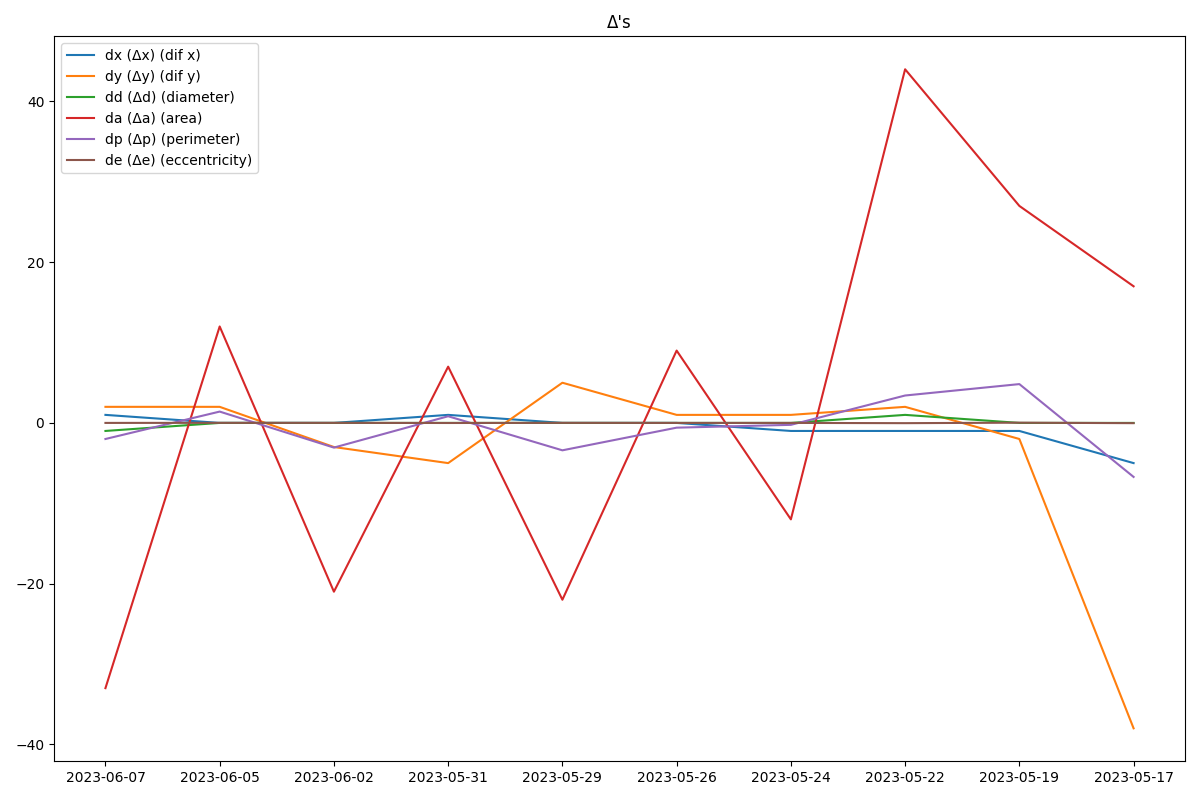 Δ's
dx (Δx) (dif x)
dy (Δy) (dif y)
dd (Δd) (diameter)
da (Δa) (area)
dp (Δp) (perimeter)
de (Δe) (eccentricity)
40
20
0
−20
−40
2023-06-07 2023-06-05 2023-06-02 2023-05-31 2023-05-29 2023-05-26 2023-05-24 2023-05-22 2023-05-19 2023-05-17